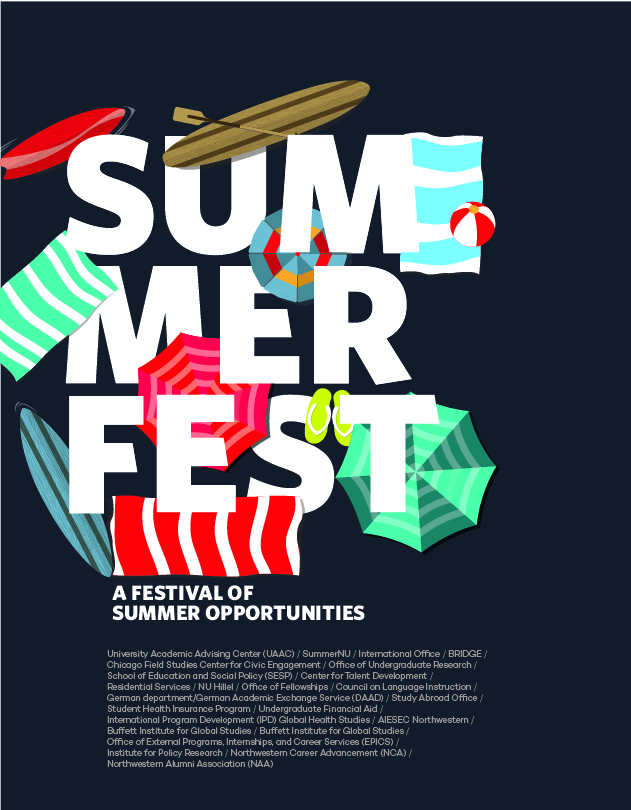 SUM
MER
FEST
A FESTIVAL OF
SUMMER OPPORTUNITIES
University Academic Advising Center (UAAC) / SummerNU / International Office / BRIDGE /
Chicago Field Studies Center for Civic Engagement / Office of Undergraduate Research /
School of Education and Social Policy (SESP) / Center for Talent Development /
Residential Services / NU Hillel / Office of Fellowships / Council on Language Instruction /
German department/German Academic Exchange Service (DAAD) / Study Abroad Office /
Student Health Insurance Program / Undergraduate Financial Aid /
International Program Development (IPD) Global Health Studies / AIESEC Northwestern /
Buffett Institute for Global Studies / Buffett Institute for Global Studies /
Office of External Programs, Internships, and Career Services (EPICS) /
Institute for Policy Research / Northwestern Career Advancement (NCA) /
Northwestern Alumni Association (NAA)